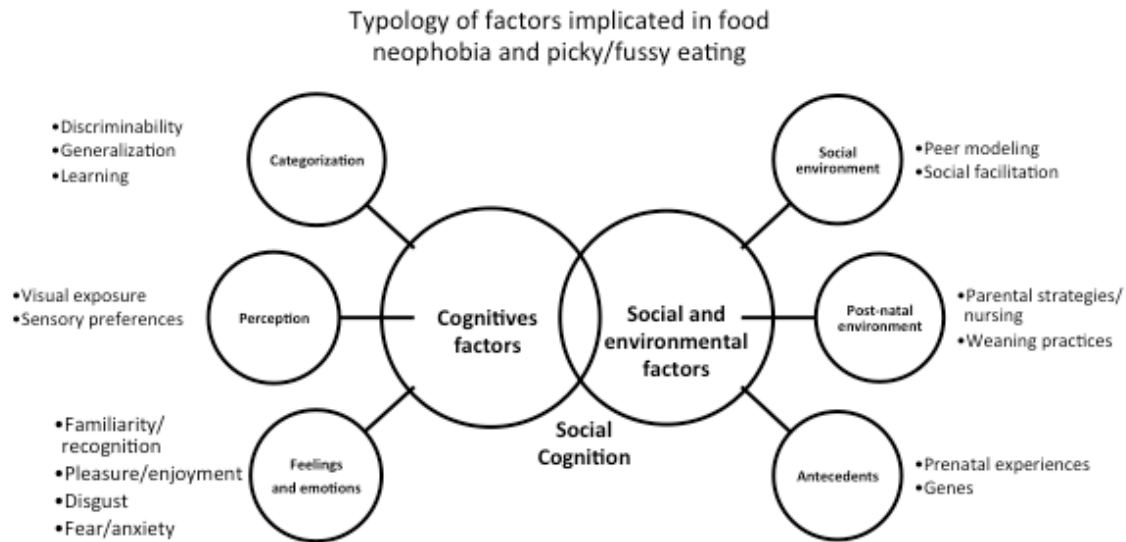 Typology of factors implicated in food
neophobia and picky/fussy eating
•Discriminability
•Generalization
•Learning
Categorization
Social
environment
•Peer modeling
•Social facilitation
•Visual exposure
•Sensory preferences
Perception
Cognitives
factors
Social and
environmental
factors
Post-natal
environment
•Parental strategies/
nursing
•Weaning practices
•Familiarity/
recognition
•Pleasure/enjoyment
•Disgust
•Fear/anxiety
Feelings
and emotions
Social
Cognition
Antecedents
•Prenatal experiences
•Genes